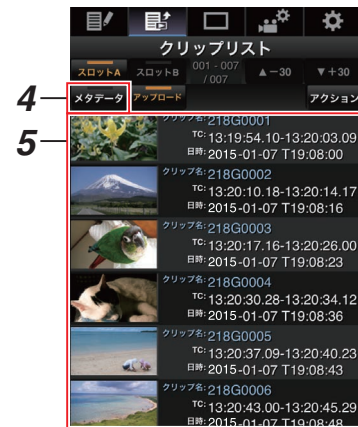 クリップリスト
スロットA スロットB 001 - 007 / 007 ▲-30 ▼+30
4
メタデータ アップロード アクション
5
クリップ名: 218G0001
TC: 13:19:54.10-13:20:03.09
日時: 2015-01-07 T19:08:00
クリップ名: 218G0002
TC: 13:20:10.18-13:20:14.17
日時: 2015-01-07 T19:08:16
クリップ名: 218G0003
TC: 13:20:17.16-13:20:26.00
日時: 2015-01-07 T19:08:23
クリップ名: 218G0004
TC: 13:20:30.28-13:20:34.12
日時: 2015-01-07 T19:08:36
クリップ名: 218G0005
TC: 13:20:37.09-13:20:40.23
日時: 2015-01-07 T19:08:43
クリップ名: 218G0006
TC: 13:20:43.00-13:20:45.29
日時: 2015-01-07 T19:08:48